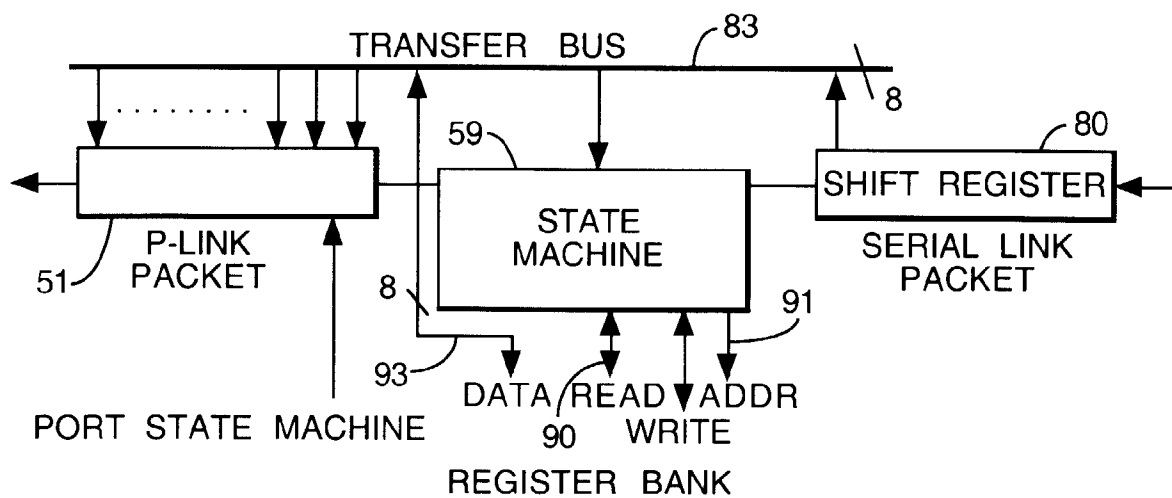 TRANSFER BUS
83
8
59
80
SHIFT REGISTER
STATE
MACHINE
P-LINK
PACKET
51
SERIAL LINK
PACKET
8
91
93
DATA READ ADDR
90
WRITE
PORT STATE MACHINE
REGISTER BANK